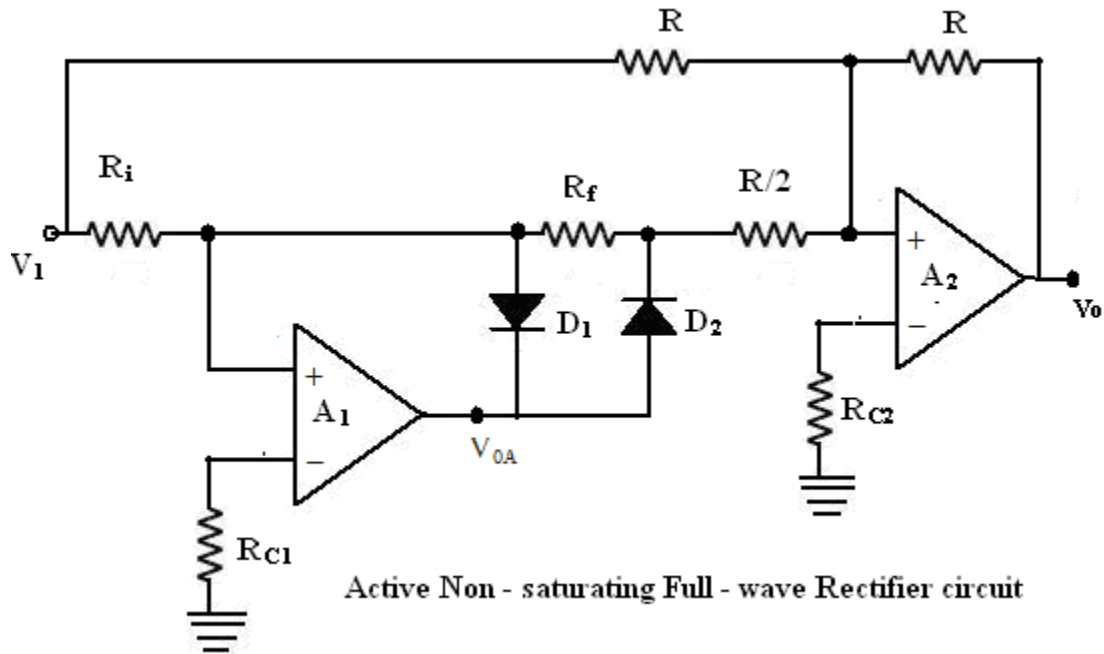 R
R
Ri
Rf
R/2
V1
+
A2
−
Vo
D1
D2
+
A1
−
V0A
RC2
RC1
Active Non - saturating Full - wave Rectifier circuit